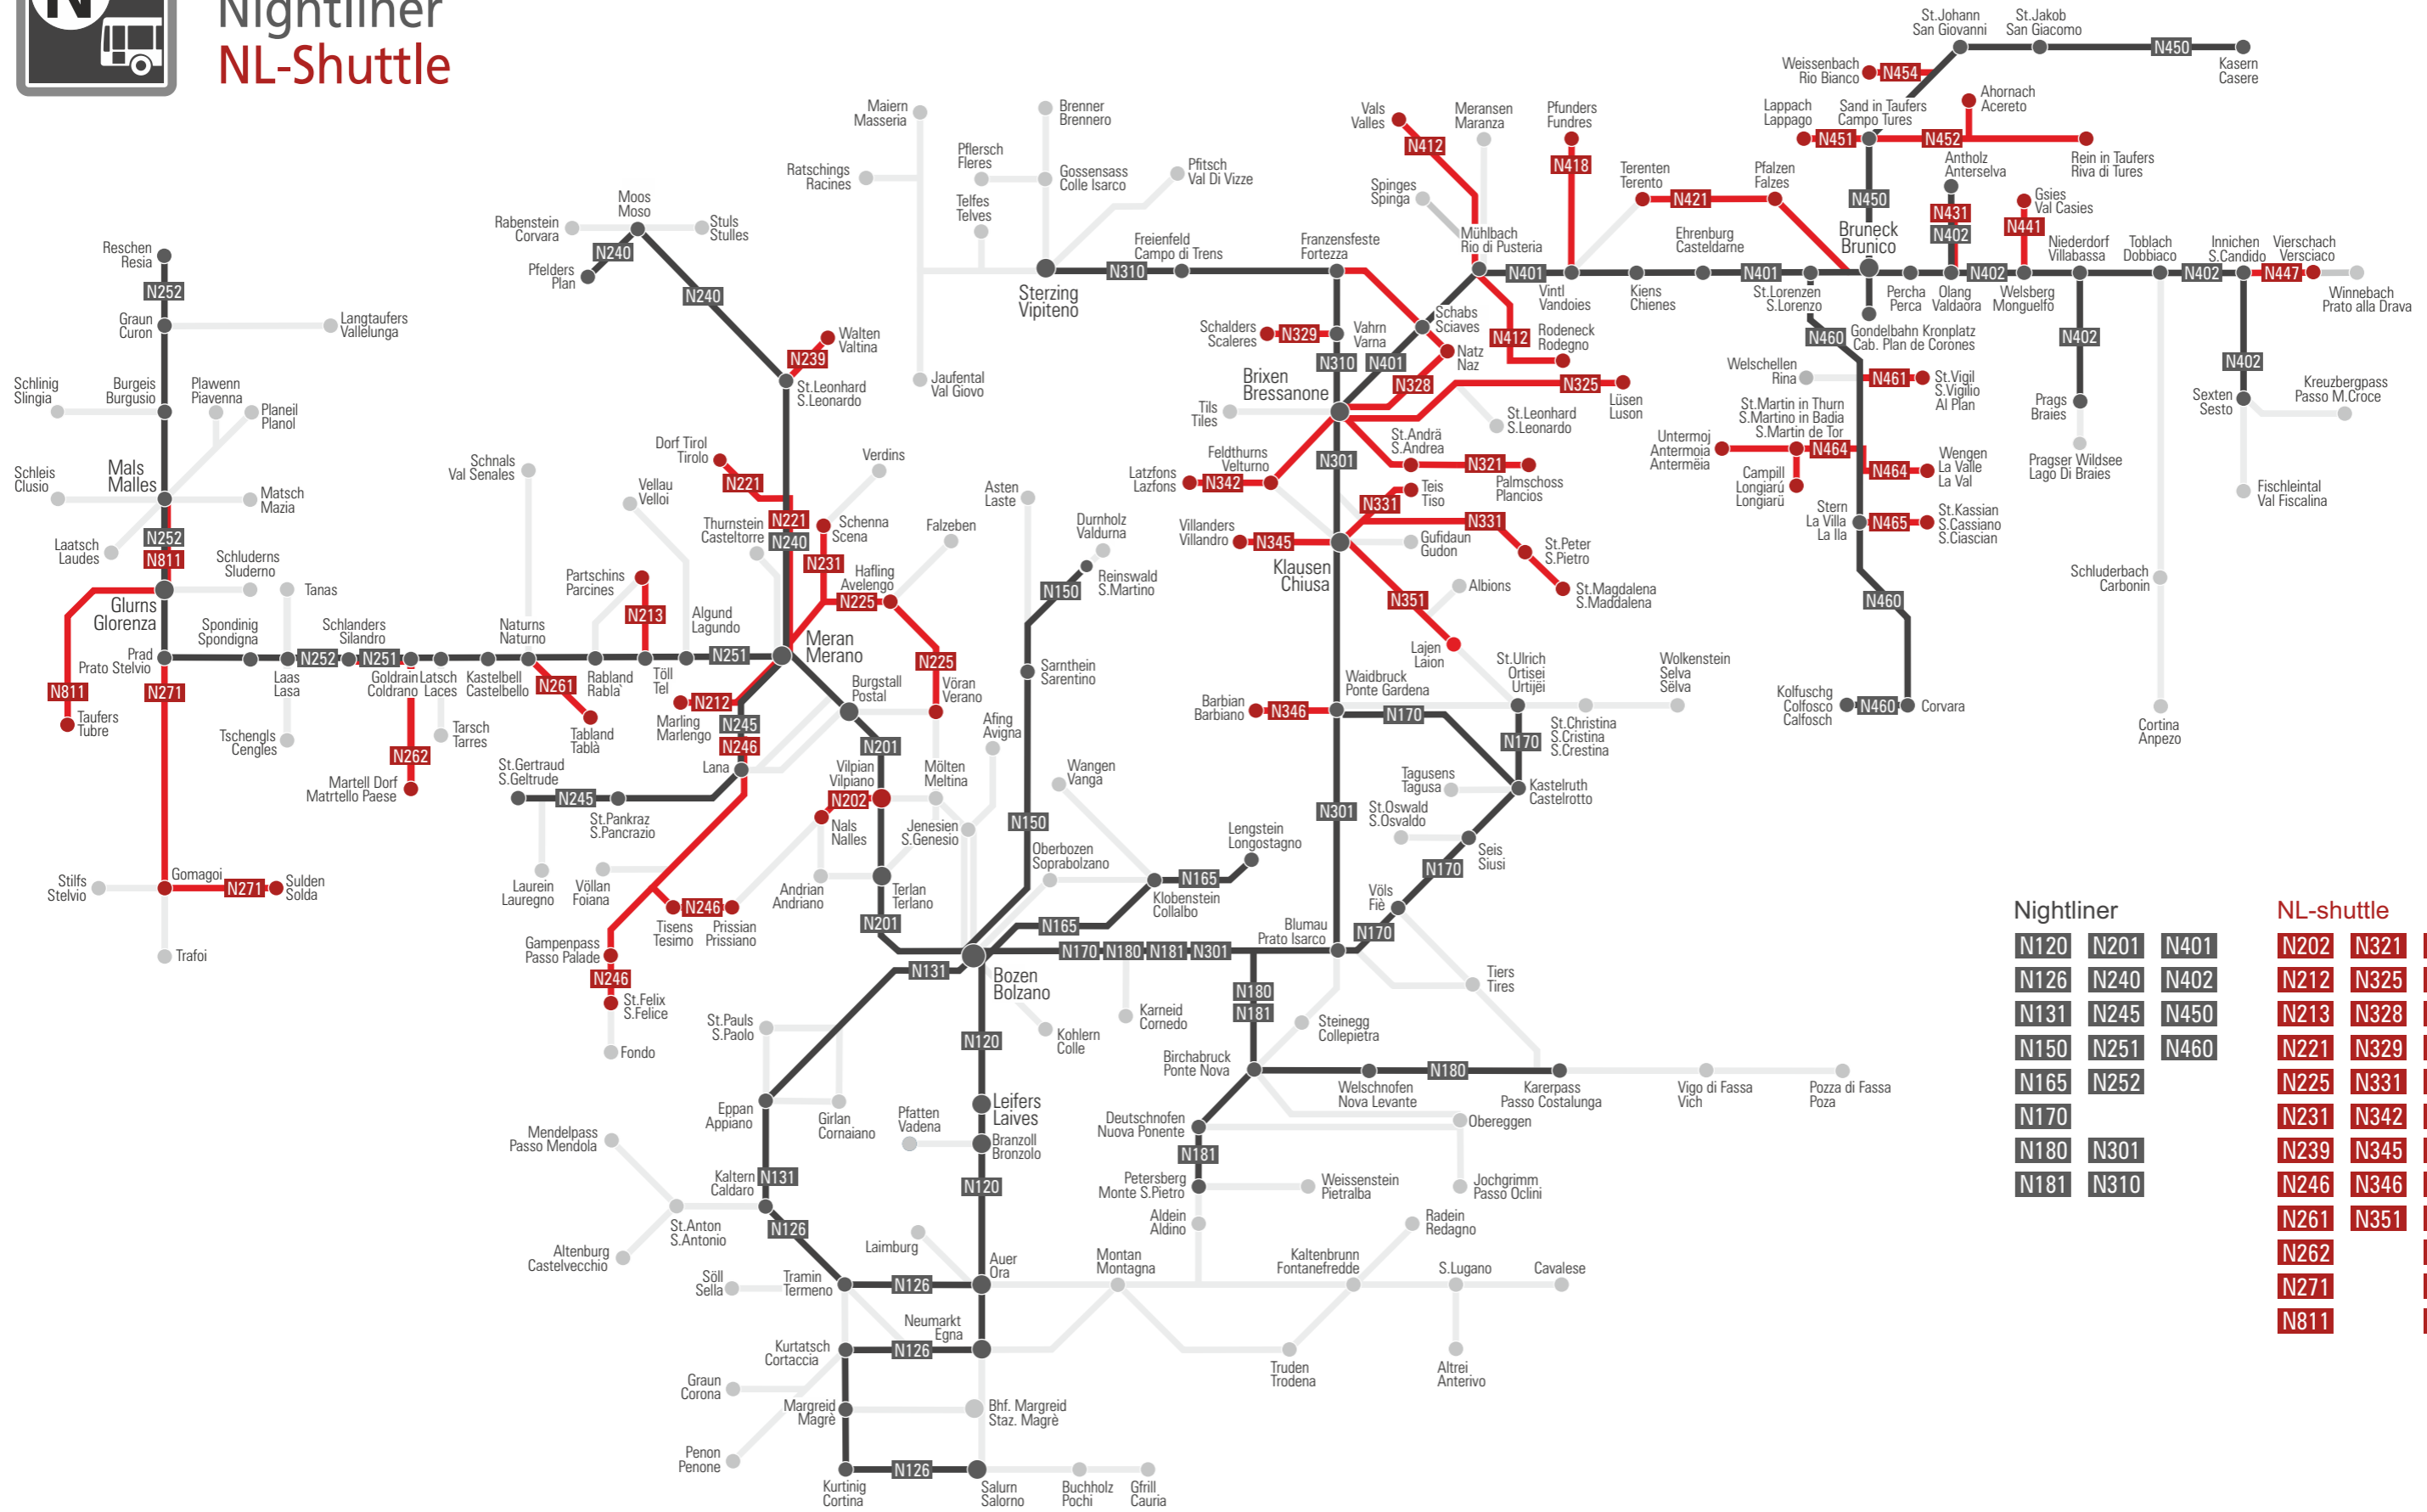 N
Nightliner
NL-Shuttle
St.Johann
San Giovanni
St.Jakob
San Giacomo
N450
Kasern
Casere
Weissenbach
Rio Bianco
N454
Maiern
Masseria
Brenner
Brennero
Vals
Valles
Meransen
Maranza
Pfunders
Fundres
Lappach
Lappago
Sand in Taufers
Campo Tures
Ahornach
Acereto
N412
N418
N451
N452
Rein in Taufers
Riva di Tures
Pflersch
Fleres
Gossensass
Colle Isarco
Pfitsch
Val Di Vizze
Ratschings
Racines
Telfes
Telves
Spinges
Spinga
Terenten
Terento
N421
Pfalzen
Falzes
N450
Antholz
Anterselva
N431
N402
Gsies
Val Casies
N441
Moos
Moso
Rabenstein
Corvara
Stuls
Stulles
N240
Pfelders
Plan
N240
Reschen
Resia
N252
Freienfeld
Campo di Trens
Franzensfeste
Fortezza
Mühlbach
Rio di Pusteria
Ehrenburg
Casteldarne
Bruneck
Brunico
Niederdorf
Villabassa
Toblach
Dobbiaco
Innichen
S.Candido
Vierschach
Versciaco
N310
N401
N401
N402
N402
N447
Sterzing
Vipiteno
Vintl
Vandoies
Kiens
Chienes
St.Lorenzen
S.Lorenzo
Percha
Perca
Olang
Valdaora
Welsberg
Monguelfo
Winnebach
Prato alla Drava
Graun
Curon
Langtaufers
Vallelunga
Walten
Valtina
N239
St.Leonhard
S.Leonardo
Jaufental
Val Giovo
Schalders
Scaleres
N329
Vahrn
Varna
Schabs
Sciaves
N412
Rodeneck
Rodegno
N460
Gondelbahn Kronplatz
Cab. Plan de Corones
N402
N310
N401
Natz
Naz
N402
Schlinig
Slingia
Burgeis
Burgusio
Plawenn
Piavenna
Planeil
Planol
Brixen
Bressanone
N328
N325
Lüsen
Luson
Welschellen
Rina
N461
St.Vigil
S.Vigilio
Al Plan
Prags
Braies
Sexten
Sesto
Kreuzbergpass
Passo M.Croce
Tils
Tiles
St.Leonhard
S.Leonardo
St.Martin in Thurn
S.Martino in Badia
S.Martin de Tor
Dorf Tirol
Tirolo
N221
Verdins
St.Andrä
S.Andrea
N321
Palmschoss
Plancios
Untermoj
Antermoia
Antermëia
N464
Wengen
La Valle
La Val
N464
Pragser Wildsee
Lago Di Braies
Mals
Malles
Schleis
Clusio
Matsch
Mazia
Schnals
Val Senales
Vellau
Velloi
N301
Feldthurns
Velturno
Latzfons
Lazfons
N342
Campill
Longiarú
Longiarü
Fischleintal
Val Fiscalina
Asten
Laste
Teis
Tiso
N331
N331
Stern
La Villa
La Ila
N465
St.Kassian
S.Cassiano
S.Ciascian
Thurnstein
Casteltorre
N221
N240
Schenna
Scena
Falzeben
Durnholz
Valdurna
Villanders
Villandro
N345
Gufidaun
Gudon
St.Peter
S.Pietro
N252
N811
Laatsch
Laudes
Schluderns
Sluderno
Klausen
Chiusa
Partschins
Parcines
N231
Hafling
Avelengo
Reinswald
S.Martino
N150
Albions
St.Magdalena
S.Maddalena
Schluderbach
Carbonin
Glurns
Glorenza
Tanas
N213
Algund
Lagundo
N225
N351
N460
Spondinig
Spondigna
Schlanders
Silandro
Naturns
Naturno
Meran
Merano
Lajen
Laion
Prad
Prato Stelvio
N252
N251
N251
N225
Sarnthein
Sarentino
St.Ulrich
Ortisei
Urtijëi
Wolkenstein
Selva
Sëlva
Laas
Lasa
Goldrain
Coldrano
Latsch
Laces
Kastelbell
Castelbello
N261
Rabland
Rabla`
Töll
Tel
Burgstall
Postal
Vöran
Verano
Waidbruck
Ponte Gardena
N811
N271
Taufers
Tubre
Tschengls
Cengles
Tarsch
Tarres
Tabland
Tablà
N212
Marling
Marlengo
N245
N246
Afing
Avigna
Barbian
Barbiano
N346
N170
N170
St.Christina
S.Cristina
S.Crestina
Kolfuschg
Colfosco
Calfosch
N460
Corvara
Cortina
Anpezo
N262
Martell Dorf
Matrtello Paese
St.Gertraud
S.Geltrude
Lana
N201
Vilpian
Vilpiano
Mölten
Meltina
Wangen
Vanga
Tagusens
Tagusa
Kastelruth
Castelrotto
N245
St.Pankraz
S.Pancrazio
N202
Nals
Nalles
Jenesien
S.Genesio
N150
Lengstein
Longostagno
N301
St.Oswald
S.Osvaldo
Seis
Siusi
Oberbozen
Soprabolzano
N165
Klobenstein
Collalbo
N170
Stilfs
Stelvio
Gomagoi
N271
Sulden
Solda
Laurein
Lauregno
Völlan
Foiana
Andrian
Andriano
Terlan
Terlano
Völs
Fiè
Tisens
Tesimo
N246
Prissian
Prissiano
N201
N165
Blumau
Prato Isarco
N170
Trafoi
Gampenpass
Passo Palade
N246
St.Felix
S.Felice
Fondo
N131
Bozen
Bolzano
N170
N180
N181
N301
N180
N181
Tiers
Tires
Karneid
Cornedo
Steinegg
Collepietra
St.Pauls
S.Paolo
N120
Kohlern
Colle
Birchabruck
Ponte Nova
Welschnofen
Nova Levante
N180
Karerpass
Passo Costalunga
Vigo di Fassa
Vich
Pozza di Fassa
Poza
Eppan
Appiano
Girlan
Cornaiano
Leifers
Laives
Pfatten
Vadena
Branzoll
Bronzolo
Deutschnofen
Nuova Ponente
Obereggen
Mendelpass
Passo Mendola
N181
Kaltern
Caldaro
N131
N120
Petersberg
Monte S.Pietro
Weissenstein
Pietralba
Jochgrimm
Passo Oclini
St.Anton
S.Antonio
N126
Aldein
Aldino
Radein
Redagno
Altenburg
Castelvecchio
Laimburg
Auer
Ora
Montan
Montagna
Kaltenbrunn
Fontanefredde
S.Lugano
Cavalese
Söll
Sella
Tramin
Termeno
N126
Neumarkt
Egna
Kurtatsch
Cortaccia
N126
Truden
Trodena
Altrei
Anterivo
Graun
Corona
Margreid
Magrè
Bhf. Margreid
Staz. Magrè
Penon
Penone
N126
Kurtinig
Cortina
Salurn
Salorno
Buchholz
Pochi
Gfrill
Cauria
Nightliner
N120 N201 N401
N126 N240 N402
N131 N245 N450
N150 N251 N460
N165 N252
N170
N180 N301
N181 N310
NL-shuttle
N202 N321
N212 N325
N213 N328
N221 N329
N225 N331
N231 N342
N239 N345
N246 N346
N261 N351
N262
N271
N811